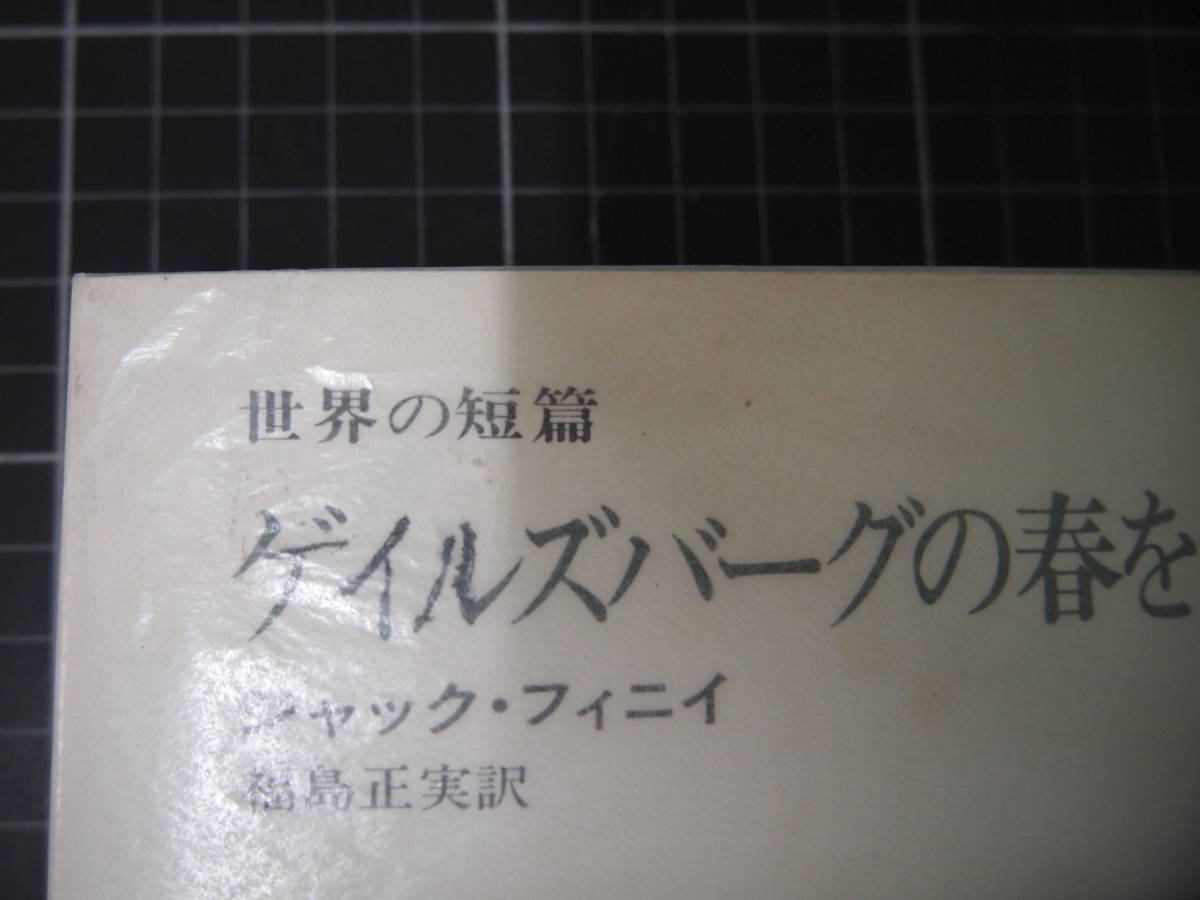 世界の短篇
ゲイルズバーグの春を
ジャック・フィニイ
福島正実訳